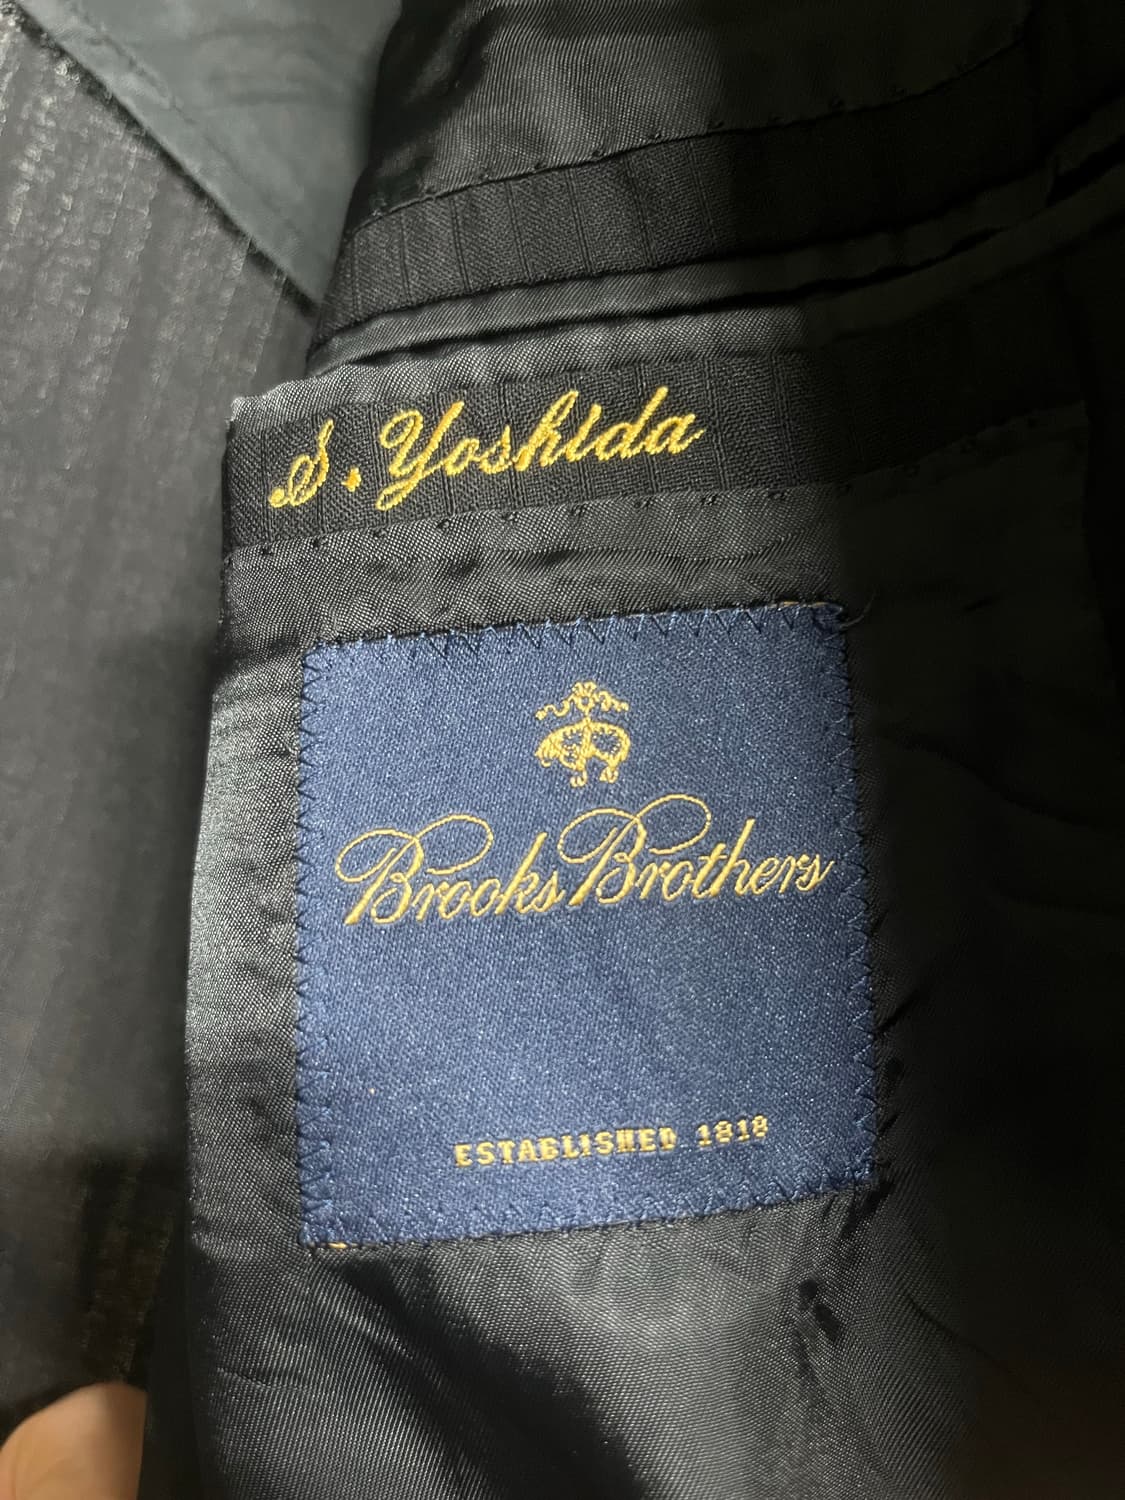 S. Yoshida
Brooks Brothers
ESTABLISHED 1818